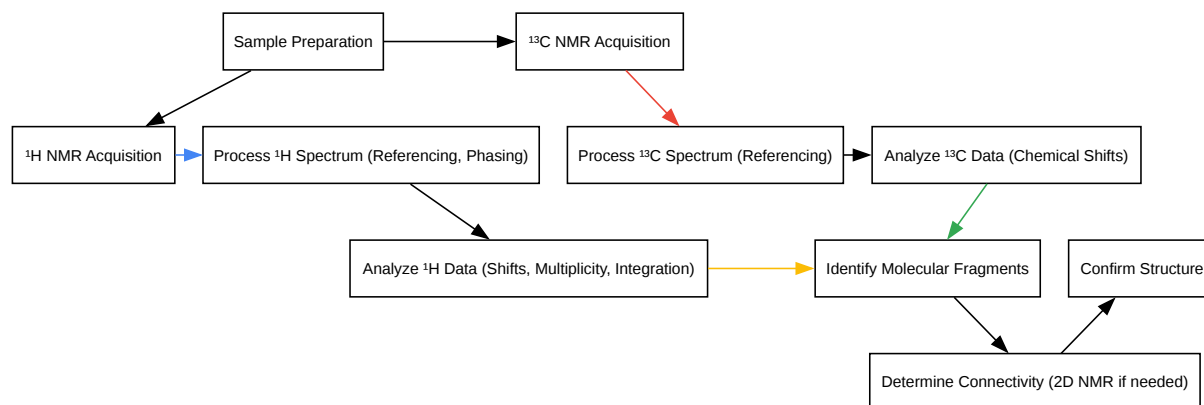 Sample Preparation
¹³C NMR Acquisition
¹H NMR Acquisition
Process ¹H Spectrum (Referencing, Phasing)
Process ¹³C Spectrum (Referencing)
Analyze ¹³C Data (Chemical Shifts)
Analyze ¹H Data (Shifts, Multiplicity, Integration)
Identify Molecular Fragments
Confirm Structure
Determine Connectivity (2D NMR if needed)